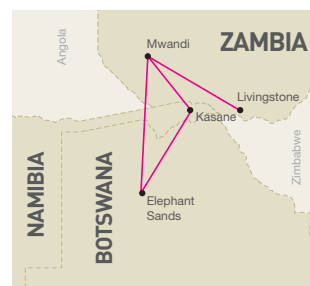 Angola
Mwandi
ZAMBIA
Livingstone
Kasane
Zimbabwe
NAMIBIA
BOTSWANA
Elephant
Sands